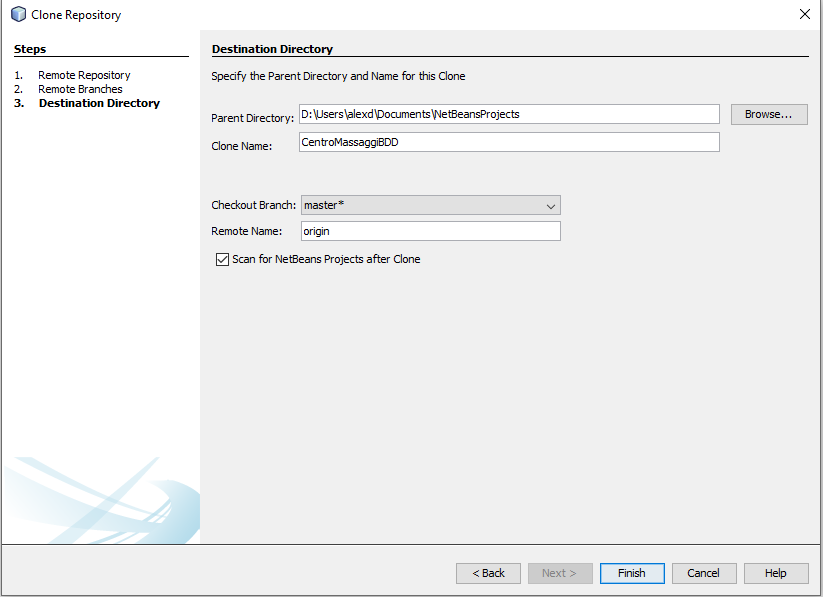 Clone Repository
Steps
1. Remote Repository
2. Remote Branches
3. Destination Directory
Destination Directory
Specify the Parent Directory and Name for this Clone
Parent Directory: D:\Users\alexd\Documents\NetBeansProjects Browse...
Clone Name: CentroMassaggiBDD
Checkout Branch: master*
Remote Name: origin
Scan for NetBeans Projects after Clone
< Back Next > Finish Cancel Help